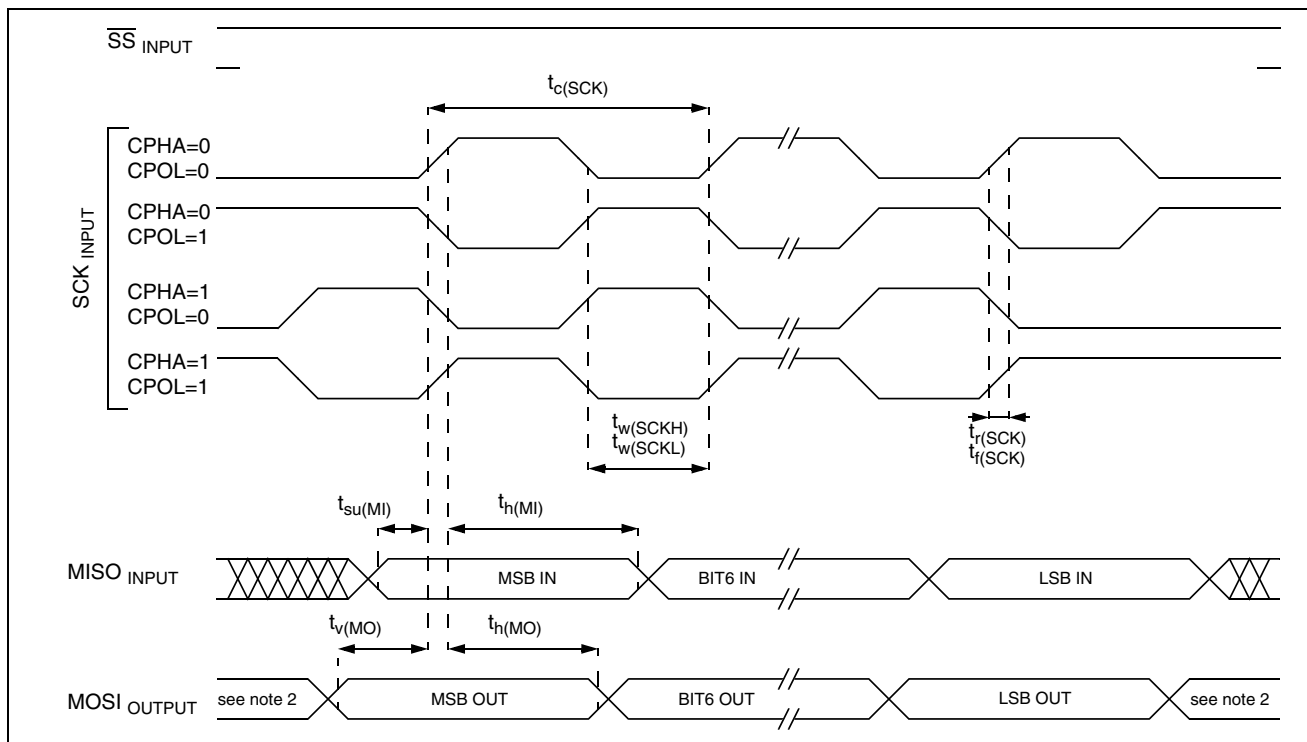 SS INPUT
tc(SCK)
SCK INPUT
CPHA=0
CPOL=0
CPHA=0
CPOL=1
CPHA=1
CPOL=0
CPHA=1
CPOL=1
tw(SCKH)
tw(SCKL)
tr(SCK)
tf(SCK)
tsu(MI)
th(MI)
MISO INPUT
MSB IN
BIT6 IN
LSB IN
tv(MO)
th(MO)
MOSI OUTPUT
see note 2
MSB OUT
BIT6 OUT
LSB OUT
see note 2